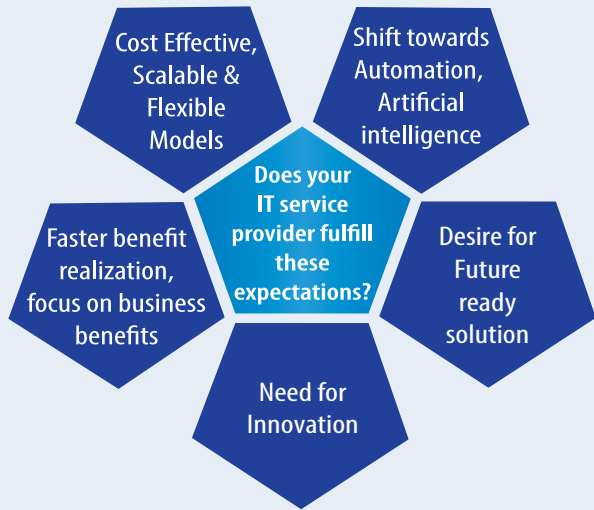 Cost Effective,
Scalable &
Flexible
Models
Shift towards
Automation,
Artificial
intelligence
Does your
IT service
provider fulfill
these
expectations?
Faster benefit
realization,
focus on business
benefits
Desire for
Future
ready
solution
Need for
Innovation